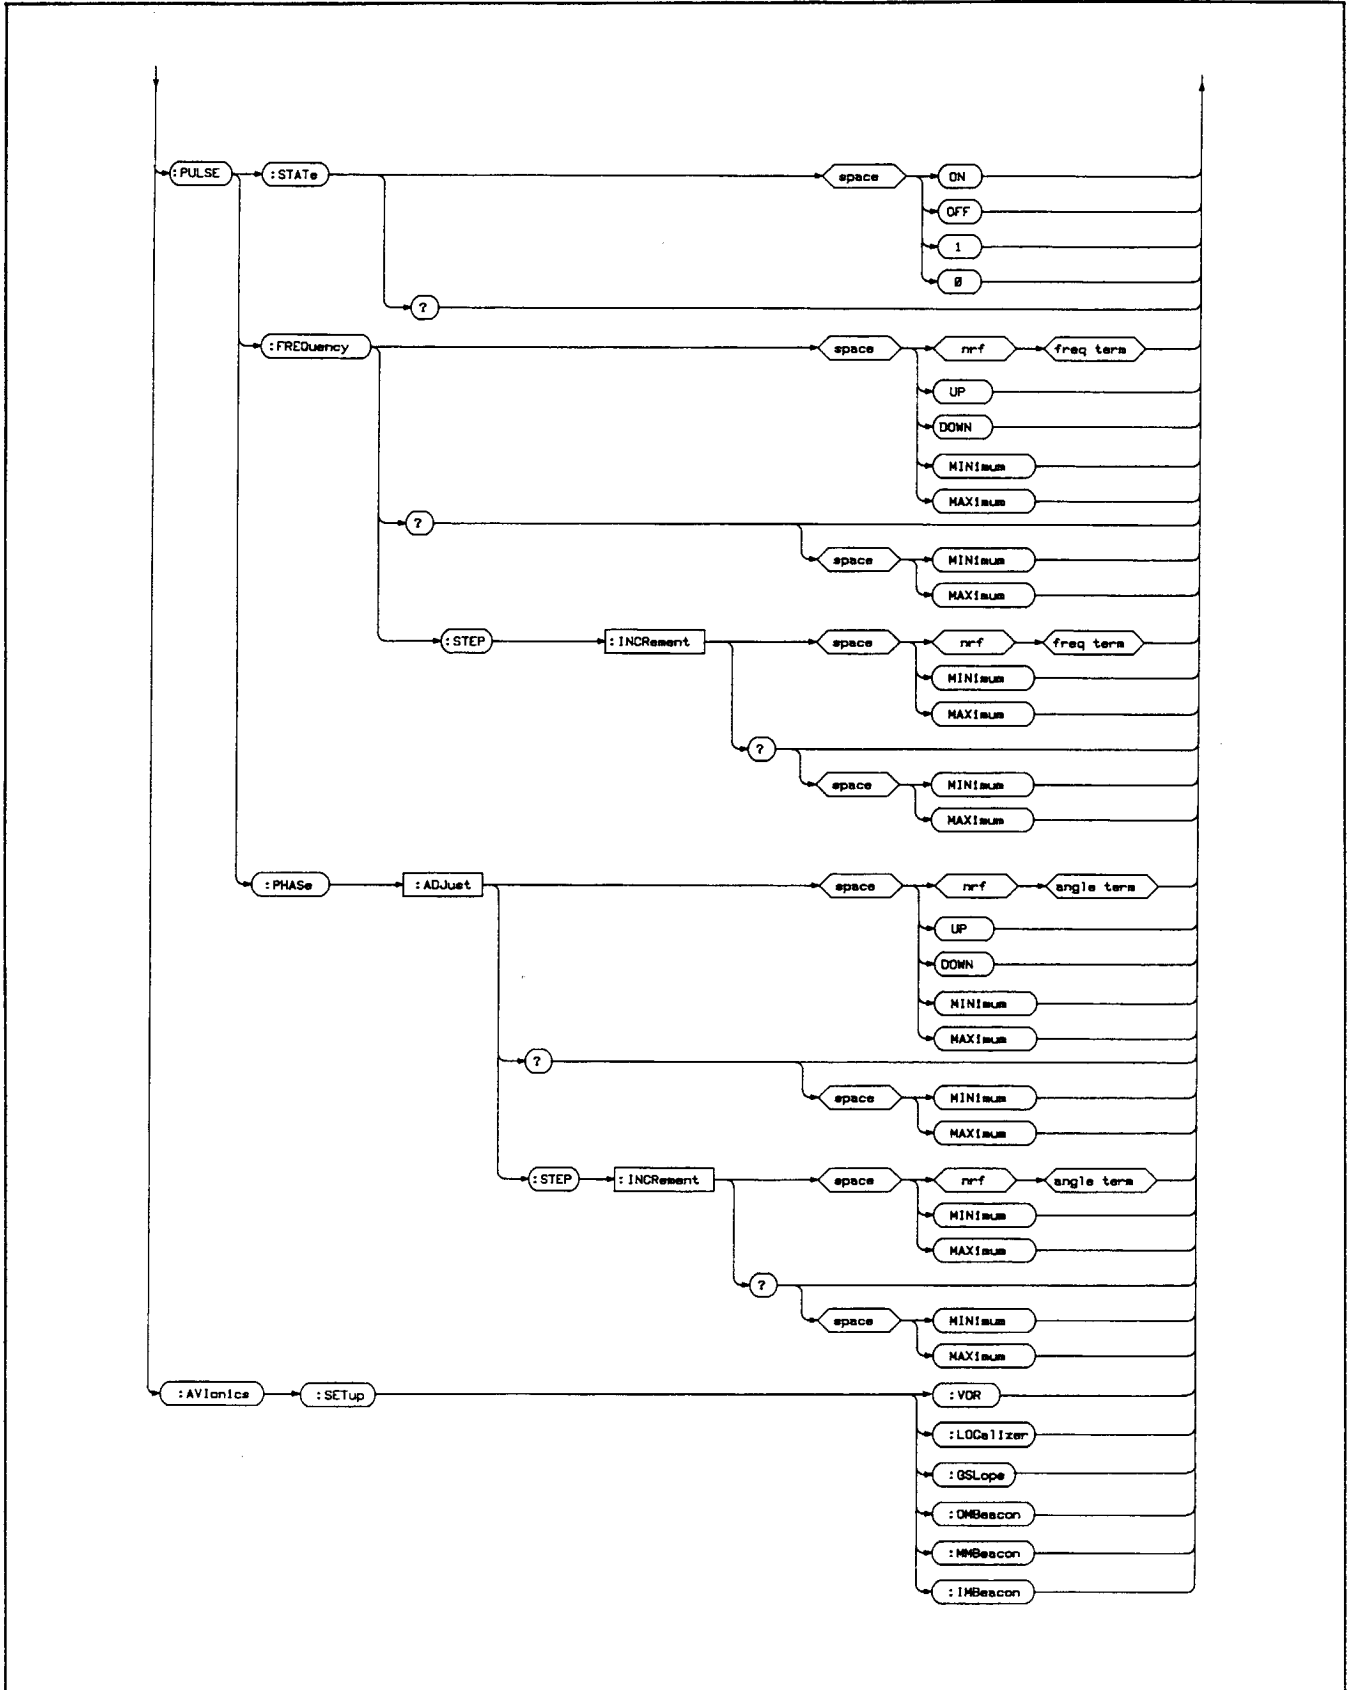 :PULSE :STATe space ON
OFF
1
0
?
:FREQuency space nrf freq term
UP
DOWN
MINimum
MAXimum
?
space MINimum
MAXimum
:STEP :INCRement space nrf freq term
MINimum
MAXimum
?
space MINimum
MAXimum
:PHASe :ADJust space nrf angle term
UP
DOWN
MINimum
MAXimum
?
space MINimum
MAXimum
:STEP :INCRement space nrf angle term
MINimum
MAXimum
?
space MINimum
MAXimum
:AVIonics :SETup :VOR
:LOCalizer
:GSLope
:OMBeacon
:MMBeacon
:IMBeacon